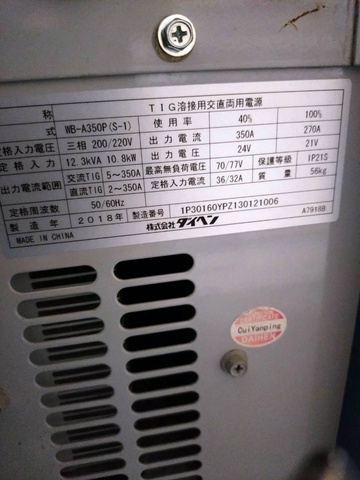 称 TIG溶接用交直両用電源
式 WB-A350P(S-1) 使用率 40% 100%
定格入力電圧 三相 200/220V 出力電流 350A 270A
定格入力 12.3kVA 10.8kW 出力電圧 24V 21V
出力電流範囲 交流TIG 5～350A 最高無負荷電圧 70/77V 保護等級 IP21S
直流TIG 2～350A 定格入力電流 36/32A 質量 56kg
定格周波数 50/60Hz
製造年 2018年 製造番号 1P30160YPZ130121006
MADE IN CHINA 株式会社ダイヘン A7918B
CERTIFICATE
CuiYanping
DAIHEN